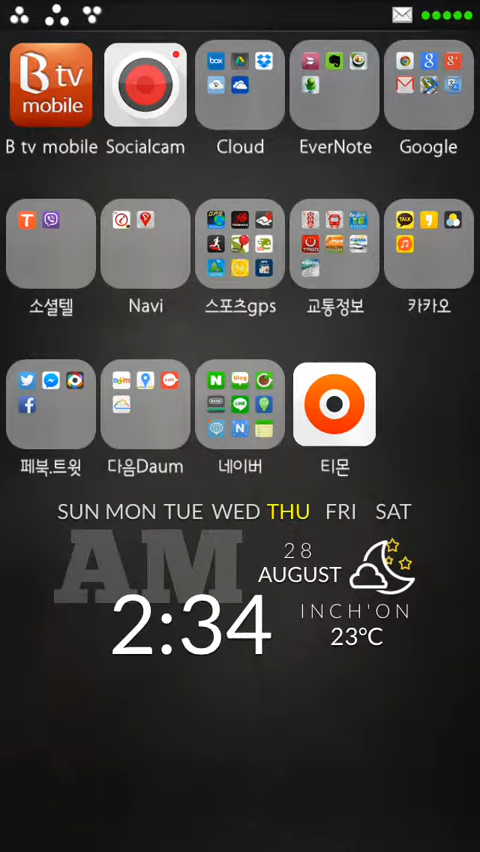 B tv
mobile
B tv mobile
Socialcam
Cloud
EverNote
Google
소셜텔
Navi
스포츠gps
교통정보
카카오
페북.트윗
다음Daum
네이버
티몬
SUN MON TUE WED THU FRI SAT
AM
28
AUGUST
2:34
INCH'ON
23°C